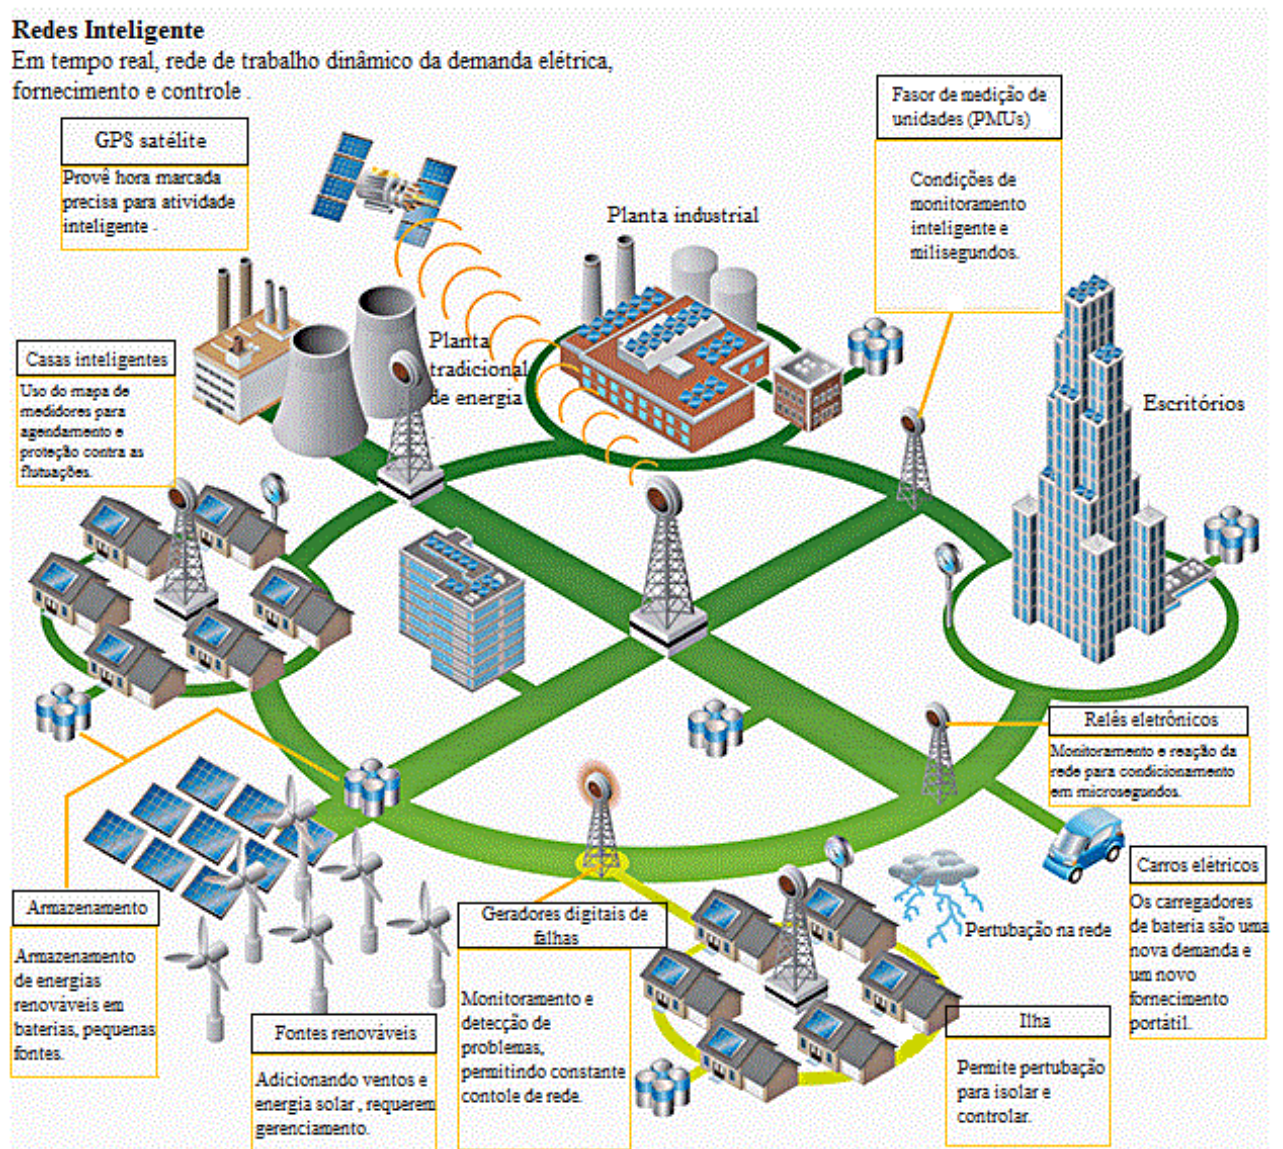 Redes Inteligente
Em tempo real, rede de trabalho dinâmico da demanda elétrica,
fornecimento e controle .
GPS satélite
Provê hora marcada
precisa para atividade
inteligente -
Fasor de medição de
unidades (PMUs)
Condições de
monitoramento
inteligente e
milisegundos.
Planta industrial
Planta
tradicional
de energia
Casas inteligentes
Uso do mapa de
medidores para
agendamento e
proteção contra as
flutuações.
Escritórios
Relês eletrônicos
Monitoramento e reação da
rede para condicionamento
em microsegundos.
Carros elétricos
Os carregadores
de bateria são uma
nova demanda e
um novo
fornecimento
portátil.
Pertubação na rede
Armazenamento
Armazenamento
de energias
renováveis em
baterias, pequenas
fontes.
Geradores digitais de
falhas
Monitoramento e
detecção de
problemas,
permitindo constante
contole de rede.
Fontes renováveis
Adicionando ventos e
energia solar , requerem
gerenciamento.
Ilha
Permite pertubação
para isolar e
controlar.